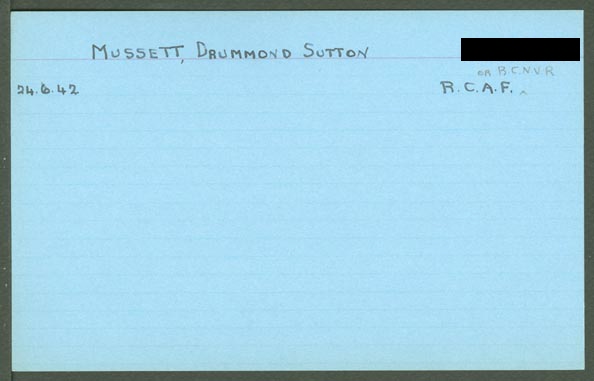 MUSSETT, DRUMMOND SUTTON
OR B.C.N.V.R
24.6.42 R.C.A.F. ^